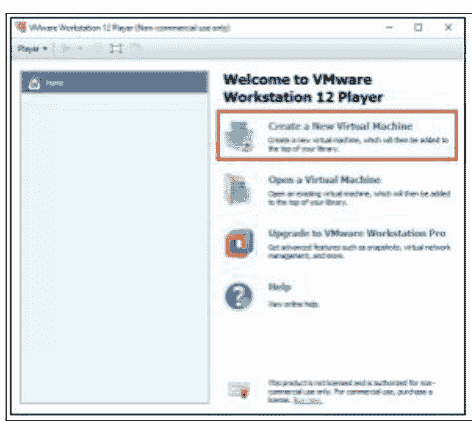 VMware Workstation 12 Player (Non-commercial use only)
Player
Home
Welcome to VMware
Workstation 12 Player
Create a New Virtual Machine
Create a new virtual machine, which will then be added to
the top of your library.
Open a Virtual Machine
Open an existing virtual machine, which will then be added
to the top of your library.
Upgrade to VMware Workstation Pro
Get advanced features such as snapshots, virtual network
management, and more.
Help
View online help.
This product is not licensed and is authorized for non-
commercial use only. For commercial use, purchase a
license. Buy now.